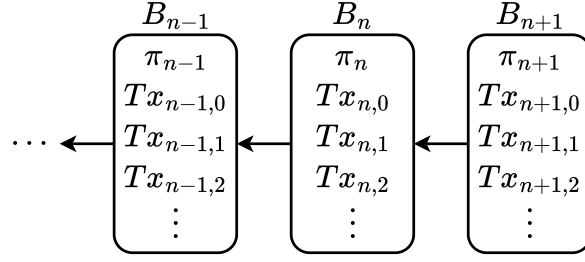 B_{n-1} B_n B_{n+1}
π_{n-1} π_n π_{n+1}
Tx_{n-1,0} Tx_{n,0} Tx_{n+1,0}
⋯ Tx_{n-1,1} Tx_{n,1} Tx_{n+1,1}
Tx_{n-1,2} Tx_{n,2} Tx_{n+1,2}
⋮ ⋮ ⋮